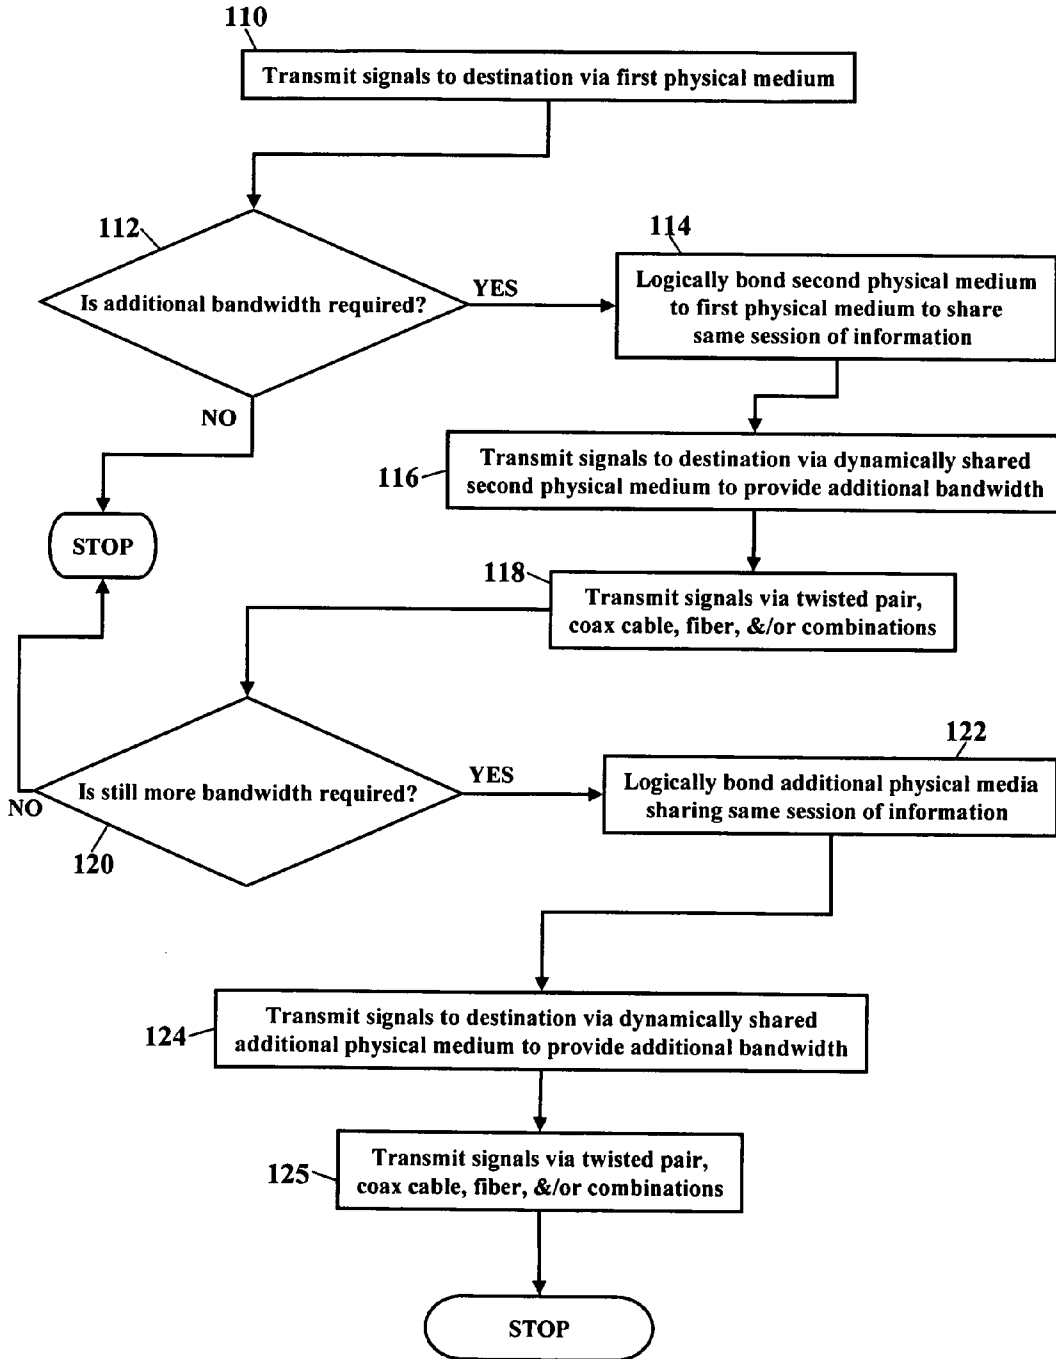 110
Transmit signals to destination via first physical medium
112
Is additional bandwidth required?
YES
NO
114
Logically bond second physical medium
to first physical medium to share
same session of information
116
Transmit signals to destination via dynamically shared
second physical medium to provide additional bandwidth
STOP
118
Transmit signals via twisted pair,
coax cable, fiber, &/or combinations
Is still more bandwidth required?
YES
NO
120
122
Logically bond additional physical media
sharing same session of information
124
Transmit signals to destination via dynamically shared
additional physical medium to provide additional bandwidth
125
Transmit signals via twisted pair,
coax cable, fiber, &/or combinations
STOP